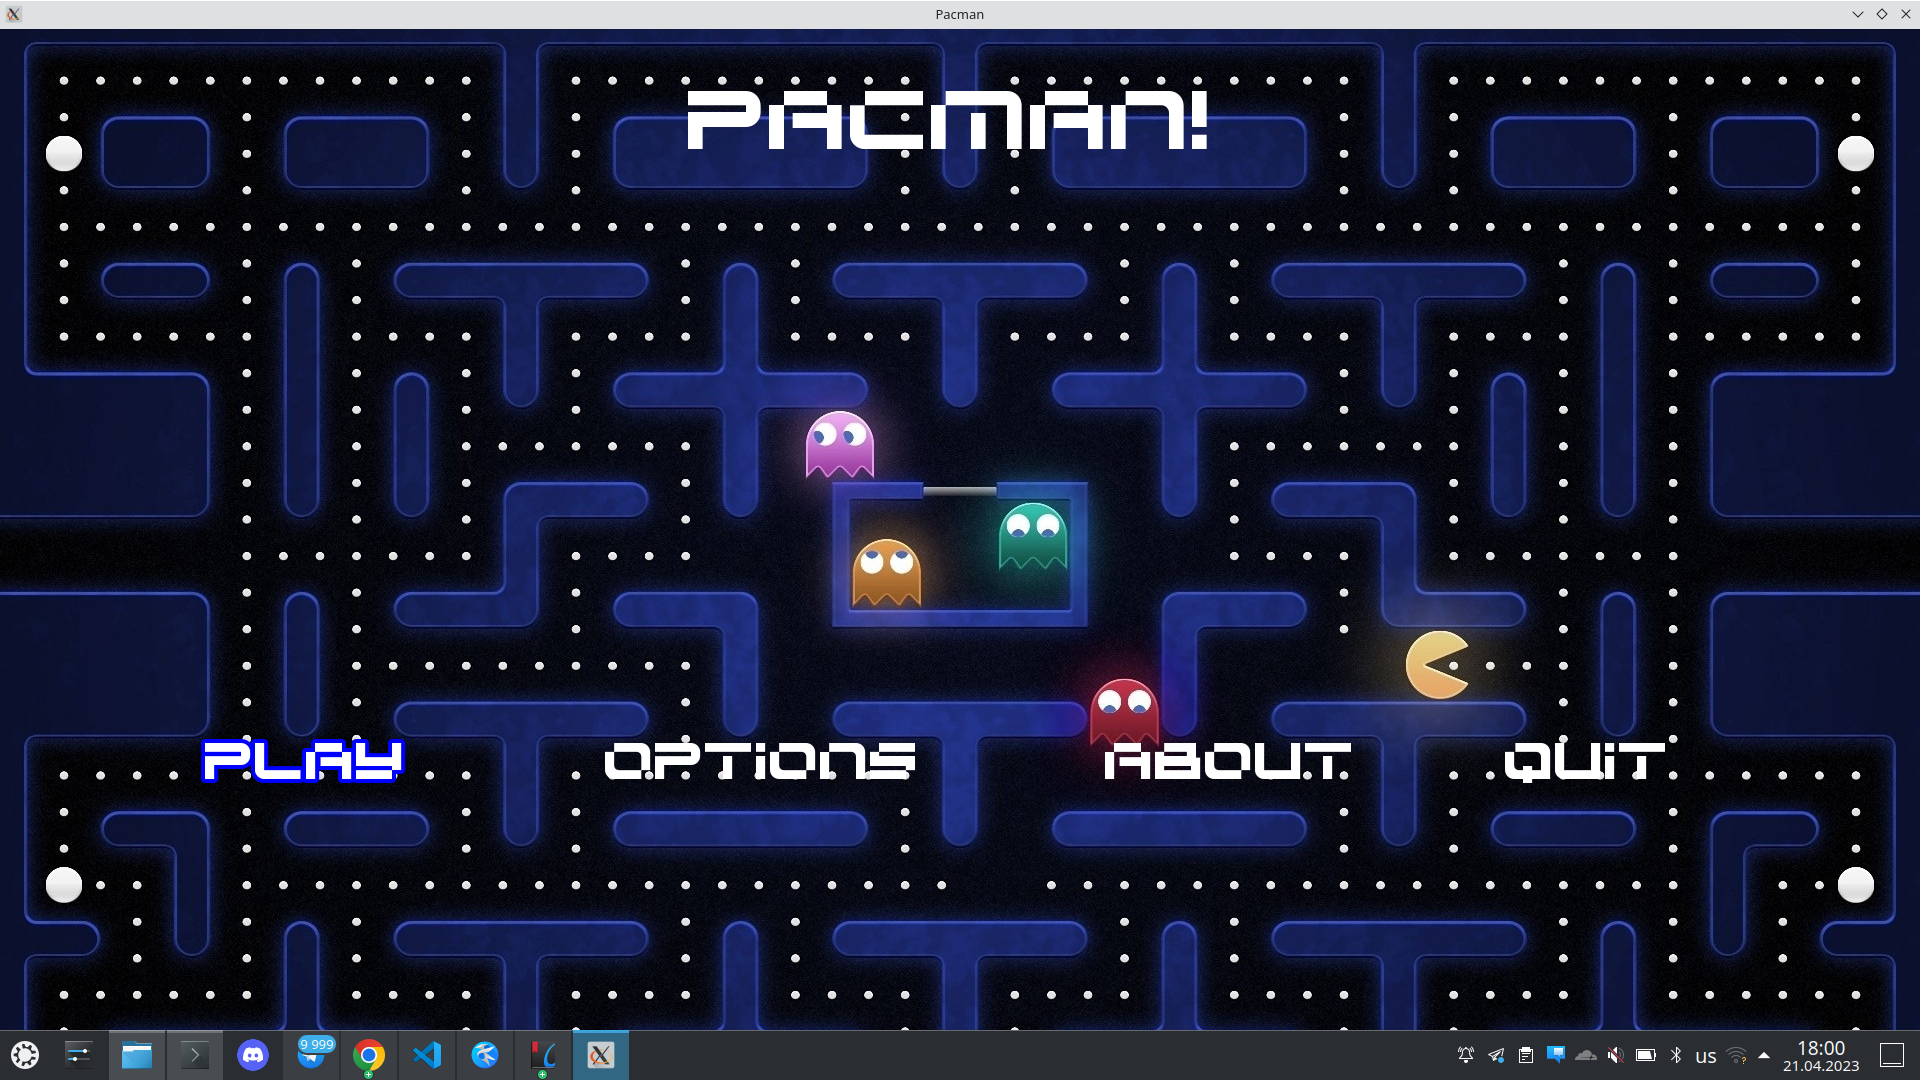 Pacman
PACMAN!
PLAY
OPTIONS
ABOUT
QUIT
9 999
us
18:00
21.04.2023